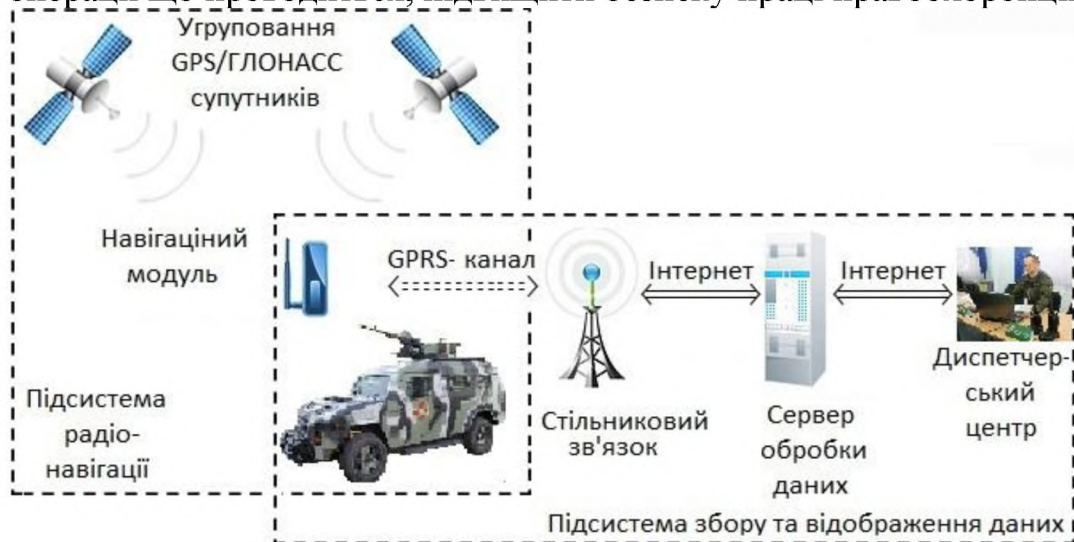 Угруповання
GPS/ГЛОНАСС
супутників
Навігаціний
модуль
GPRS- канал
Інтернет
Інтернет
Диспетчер-
ський
центр
Стільниковий
зв'язок
Сервер
обробки
даних
Підсистема
радіо-
навігації
Підсистема збору та відображення даних